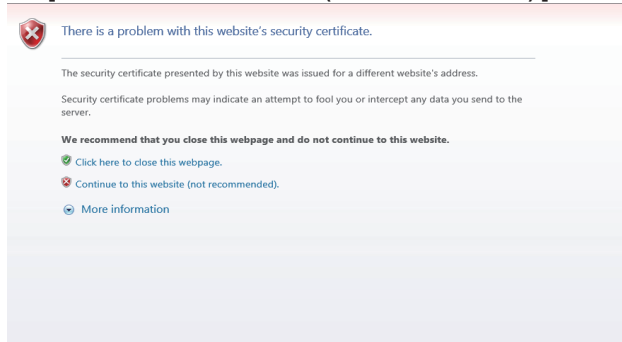 There is a problem with this website's security certificate.
The security certificate presented by this website was issued for a different website's address.
Security certificate problems may indicate an attempt to fool you or intercept any data you send to the
server.
We recommend that you close this webpage and do not continue to this website.
Click here to close this webpage.
Continue to this website (not recommended).
More information